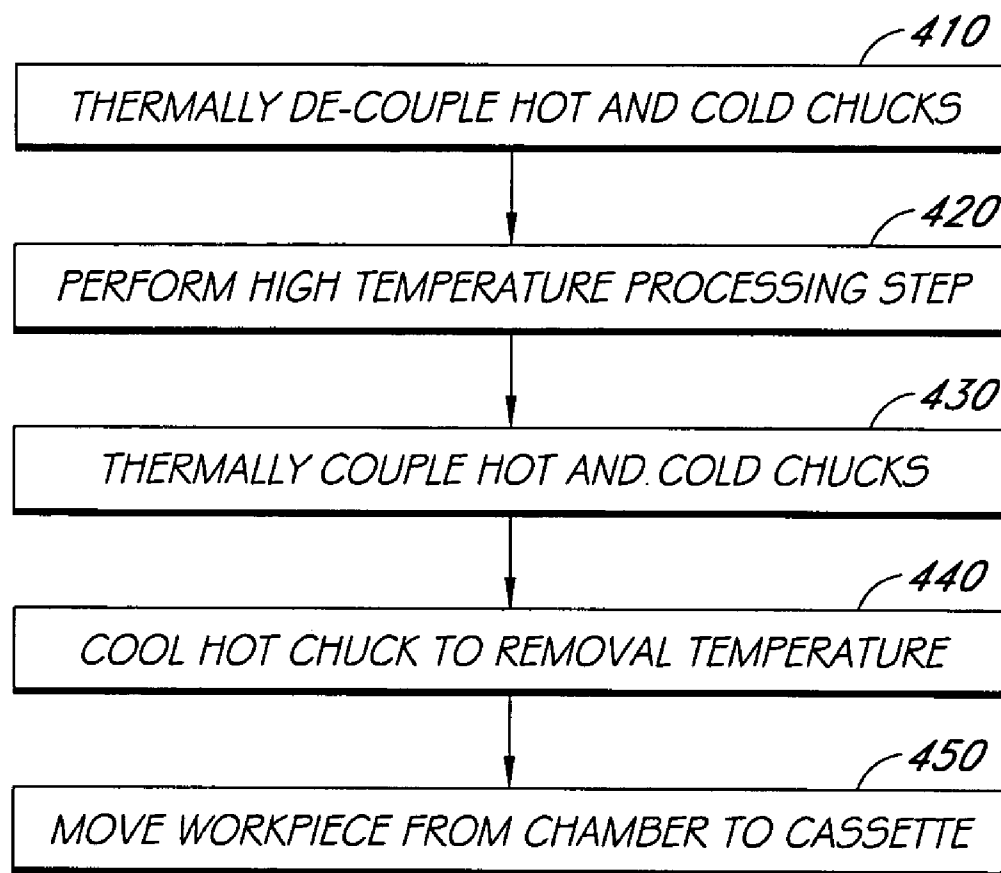 410
THERMALLY DE-COUPLE HOT AND COLD CHUCKS
420
PERFORM HIGH TEMPERATURE PROCESSING STEP
430
THERMALLY COUPLE HOT AND COLD CHUCKS
440
COOL HOT CHUCK TO REMOVAL TEMPERATURE
450
MOVE WORKPIECE FROM CHAMBER TO CASSETTE